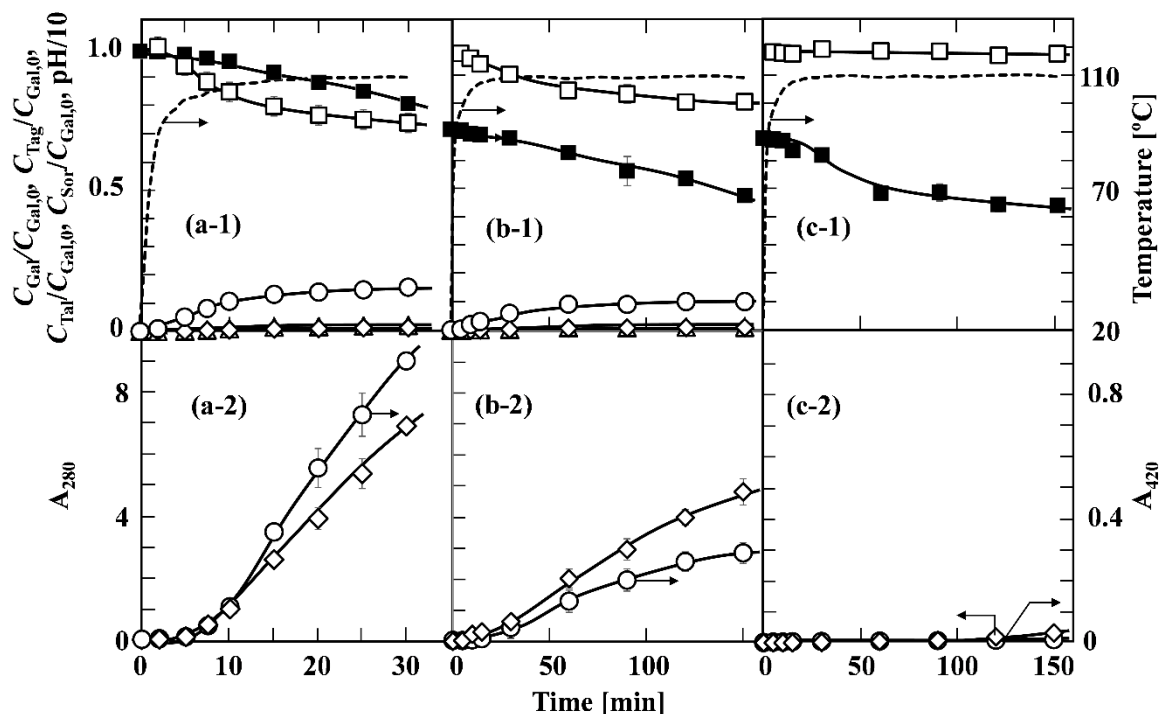 C_Gal/C_Gal,0, C_Tag/C_Gal,0,
C_Tal/C_Gal,0, C_Sor/C_Gal,0, pH/10
1.0
0.5
0
(a-1)
(b-1)
(c-1)
110
70
20
Temperature [ºC]
A280
8
4
0
(a-2)
(b-2)
(c-2)
0.8
0.4
0
A420
0 10 20 30
0 50 100
0 50 100 150
Time [min]